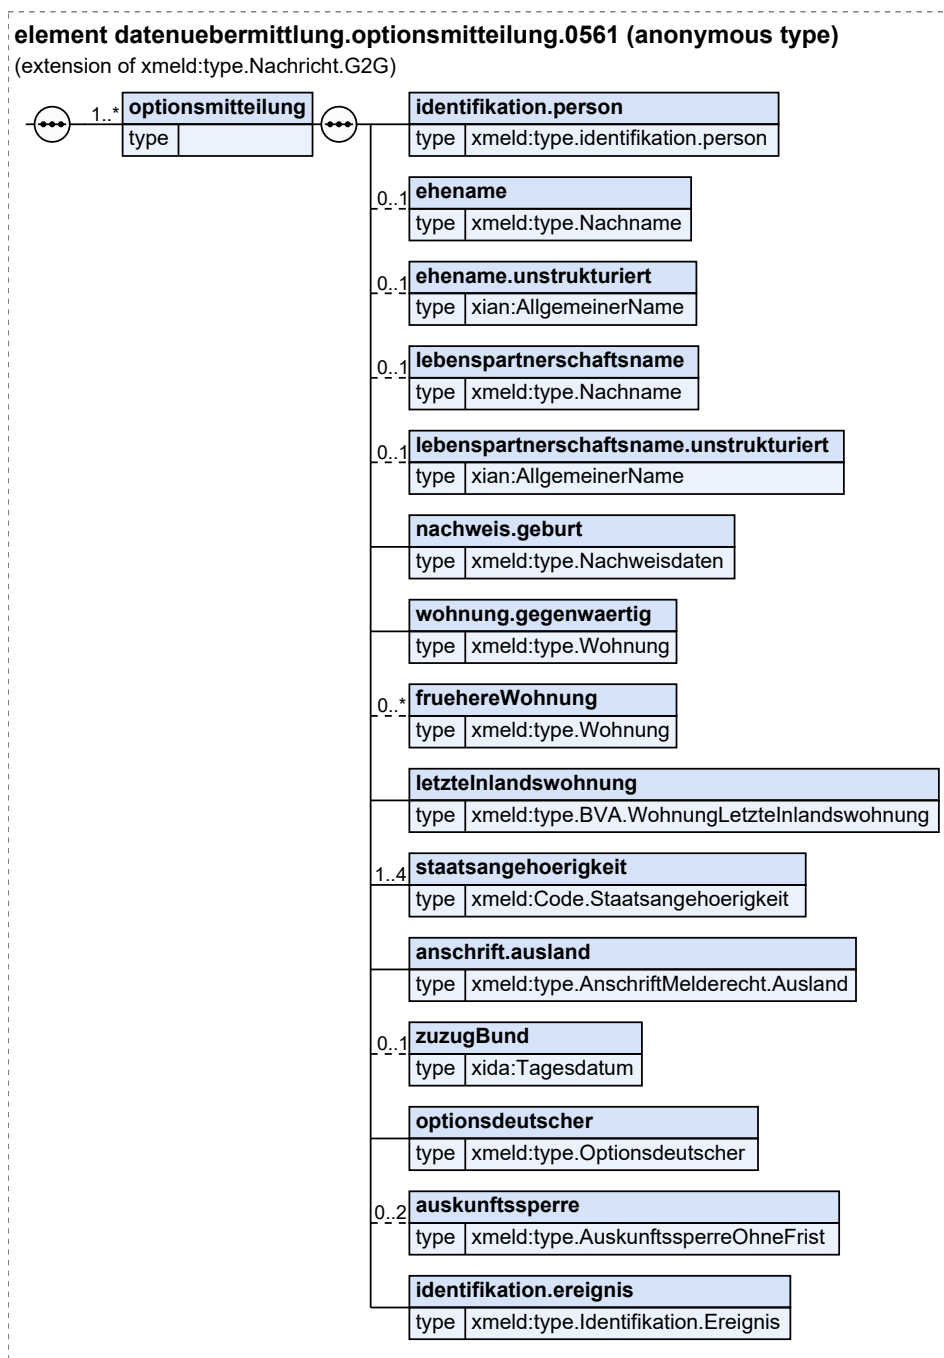 element datenuebermittlung.optionsmitteilung.0561 (anonymous type)
(extension of xmeld:type.Nachricht.G2G)
1..* optionsmitteilung
type
identifikation.person
type xmeld:type.identifikation.person
0..1 ehename
type xmeld:type.Nachname
0..1 ehename.unstrukturiert
type xian:AllgemeinerName
0..1 lebenspartnerschaftsname
type xmeld:type.Nachname
0..1 lebenspartnerschaftsname.unstrukturiert
type xian:AllgemeinerName
nachweis.geburt
type xmeld:type.Nachweisdaten
wohnung.gegenwaertig
type xmeld:type.Wohnung
0..* fruehereWohnung
type xmeld:type.Wohnung
letzteInlandswohnung
type xmeld:type.BVA.WohnungLetzteInlandswohnung
1..4 staatsangehoerigkeit
type xmeld:Code.Staatsangehoerigkeit
anschrift.ausland
type xmeld:type.AnschriftMelderecht.Ausland
0..1 zuzugBund
type xida:Tagesdatum
optionsdeutscher
type xmeld:type.Optionsdeutscher
0..2 auskunftssperre
type xmeld:type.AuskunftssperreOhneFrist
identifikation.ereignis
type xmeld:type.Identifikation.Ereignis